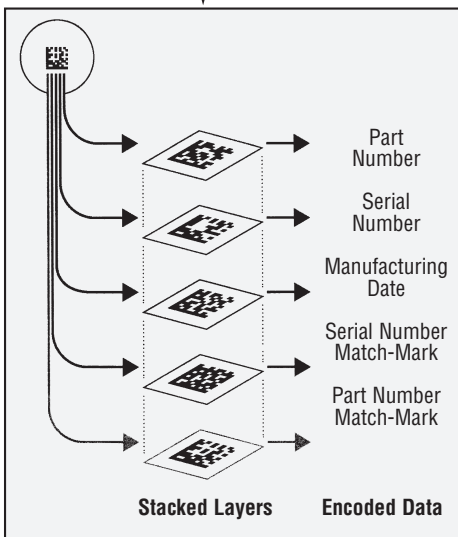 Part
Number
Serial
Number
Manufacturing
Date
Serial Number
Match-Mark
Part Number
Match-Mark
Stacked Layers
Encoded Data